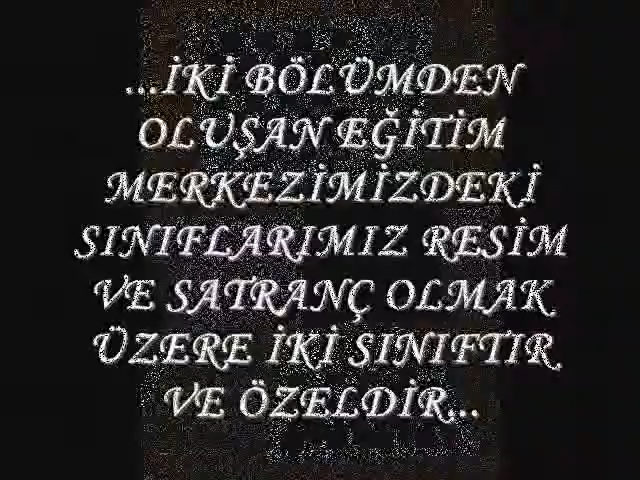 ...İKİ BÖLÜMDEN
OLUŞAN EĞİTİM
MERKEZİMİZDEKİ
SINIFLARIMIZ RESİM
VE SATRANÇ OLMAK
ÜZERE İKİ SINIFTIR
VE ÖZELDİR...